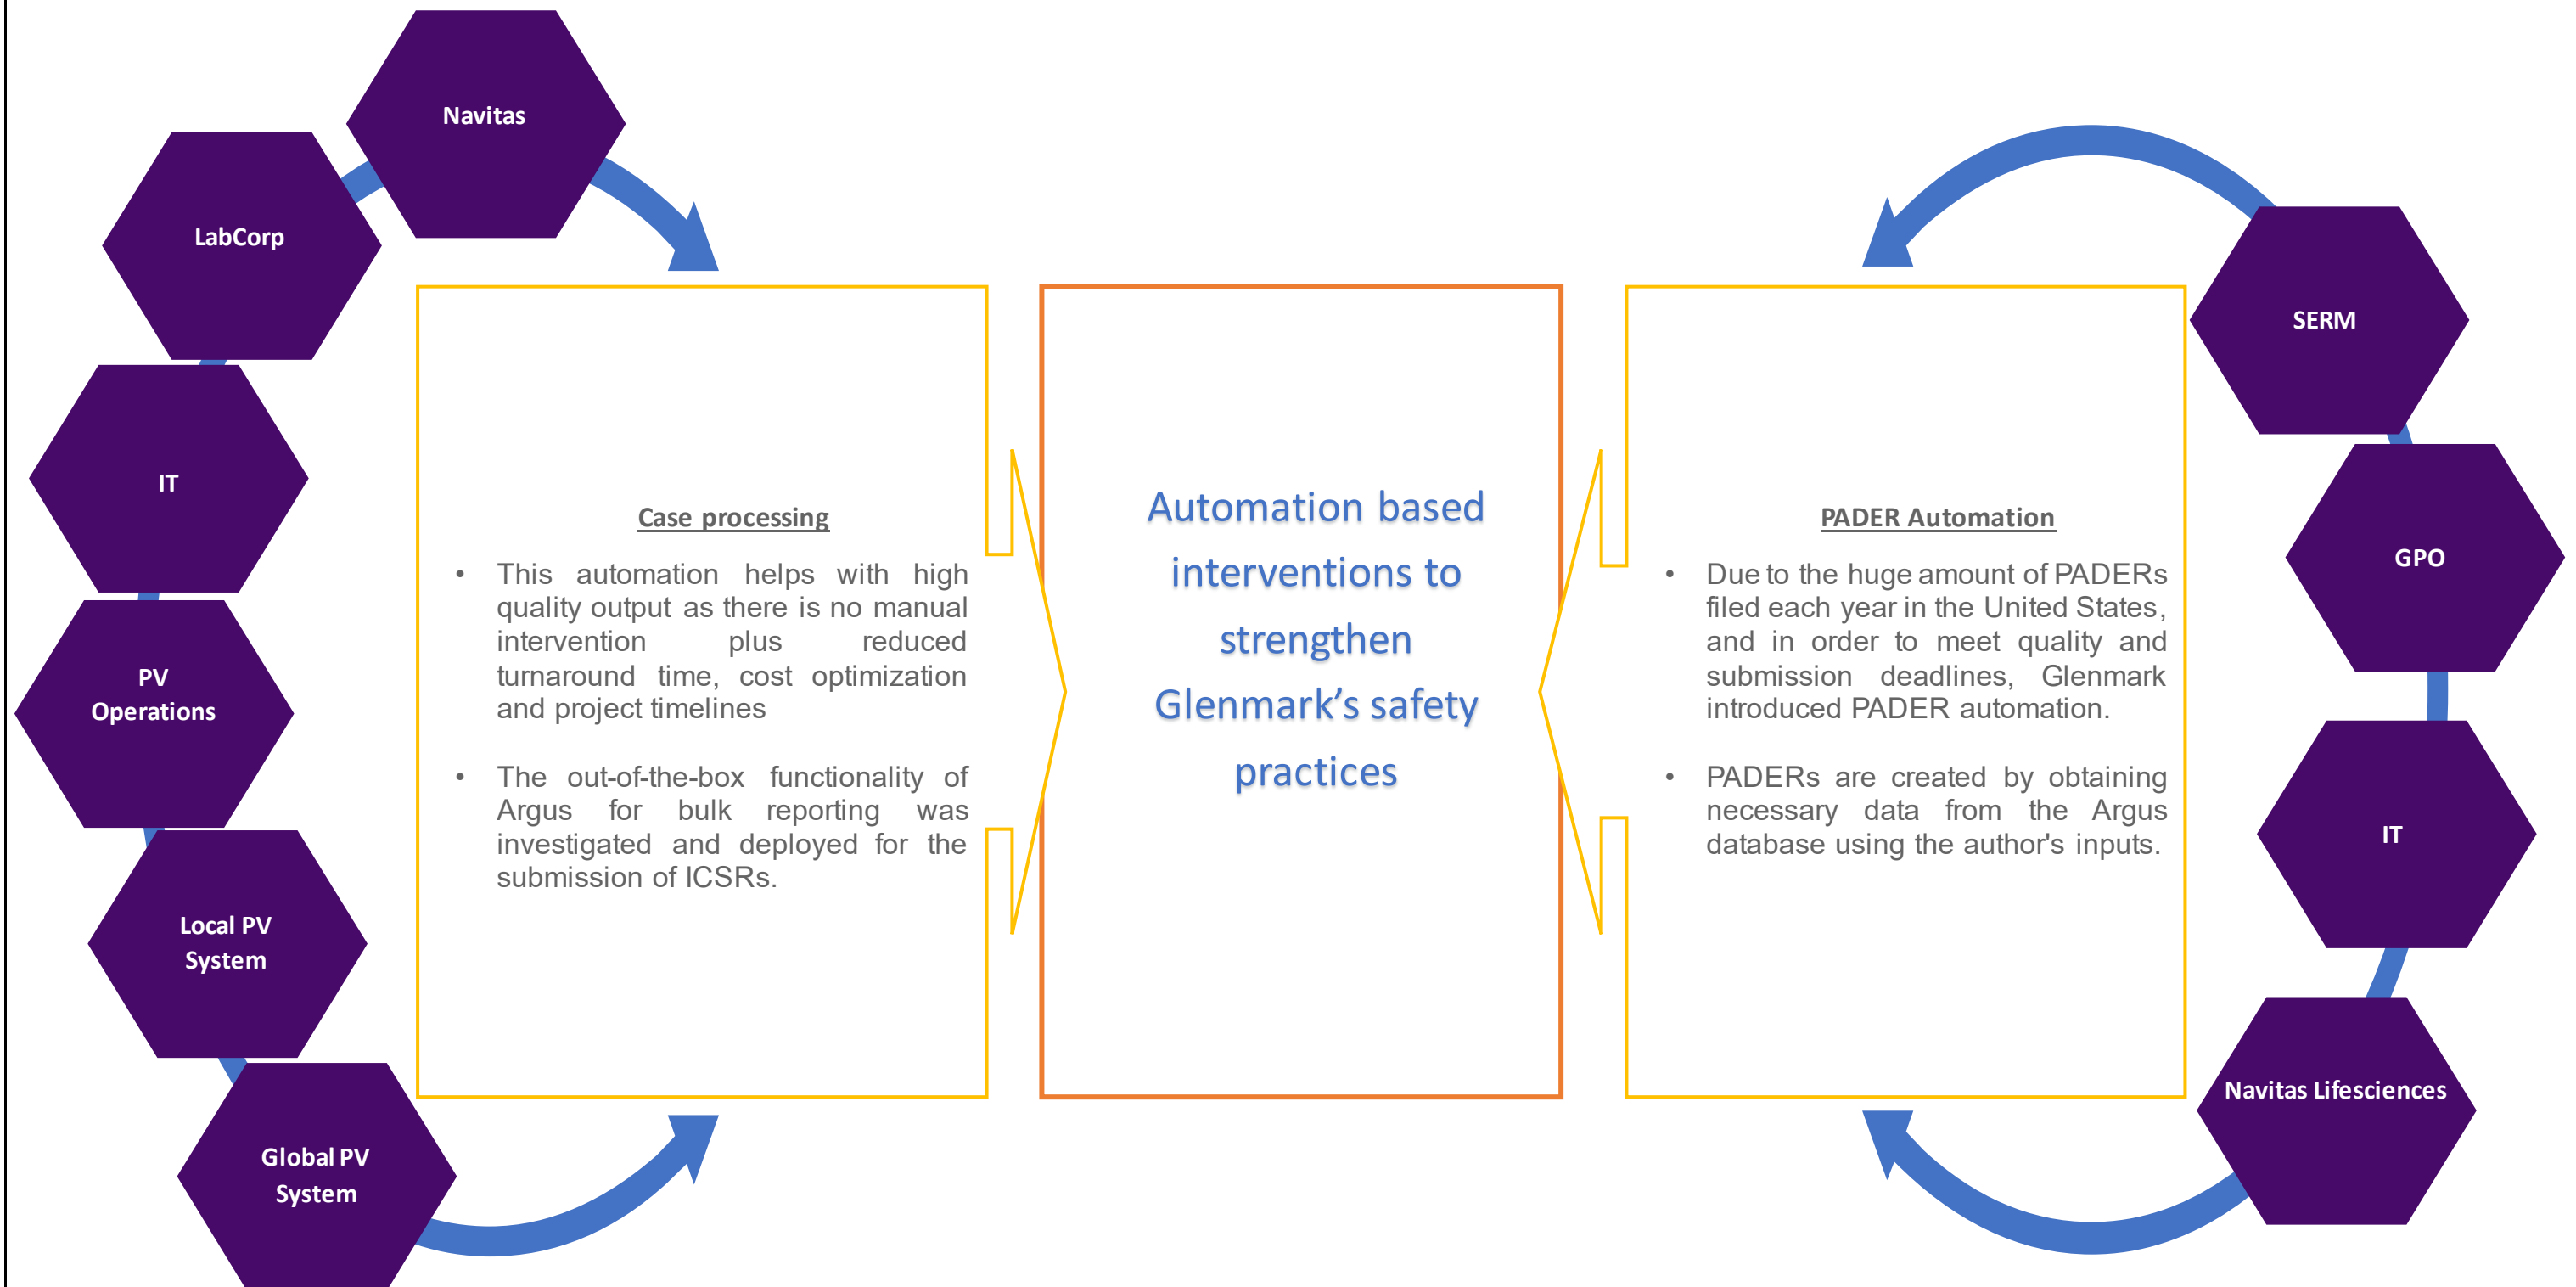 Navitas
LabCorp
IT
PV
Operations
Local PV
System
Global PV
System
Case processing
• This automation helps with high
quality output as there is no manual
intervention plus reduced
turnaround time, cost optimization
and project timelines
• The out-of-the-box functionality of
Argus for bulk reporting was
investigated and deployed for the
submission of ICSRs.
Automation based
interventions to
strengthen
Glenmark’s safety
practices
PADER Automation
• Due to the huge amount of PADERs
filed each year in the United States,
and in order to meet quality and
submission deadlines, Glenmark
introduced PADER automation.
• PADERs are created by obtaining
necessary data from the Argus
database using the author's inputs.
SERM
GPO
IT
Navitas Lifesciences